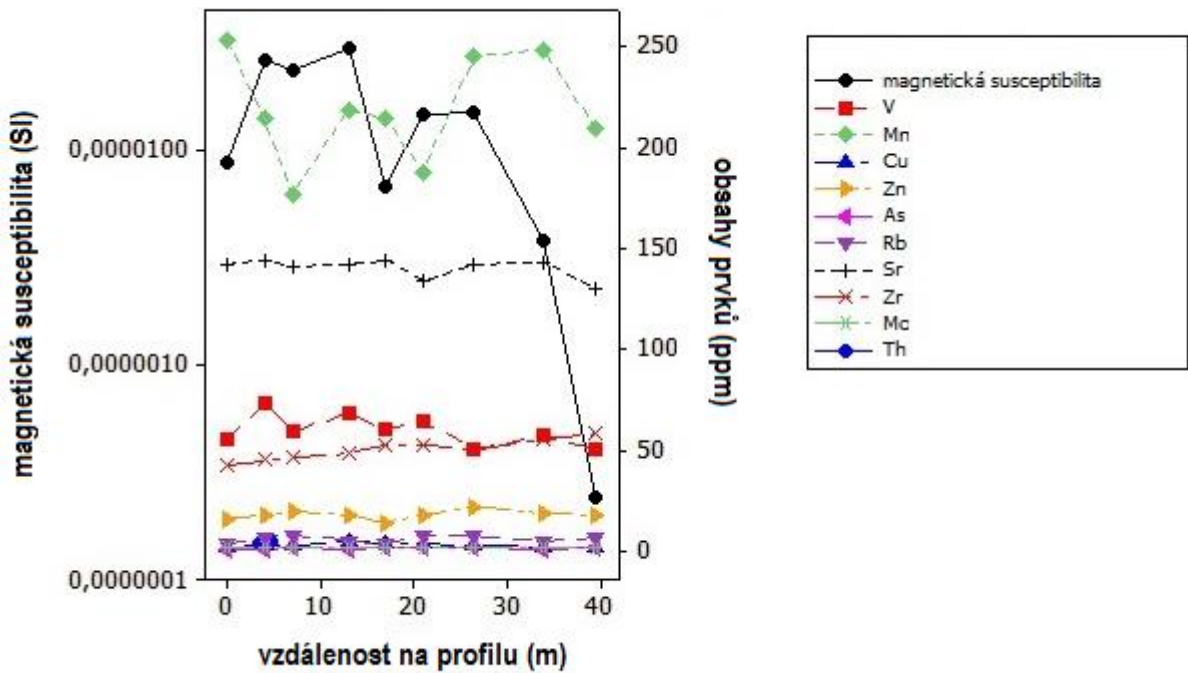 magnetická susceptibilita (SI)
0,0000100
0,0000010
0,0000001
0
10
20
30
40
vzdálenost na profilu (m)
250
200
150
100
50
0
obsahy prvků (ppm)
magnetická susceptibilita
V
Mn
Cu
Zn
As
Rb
Sr
Zr
Mo
Th